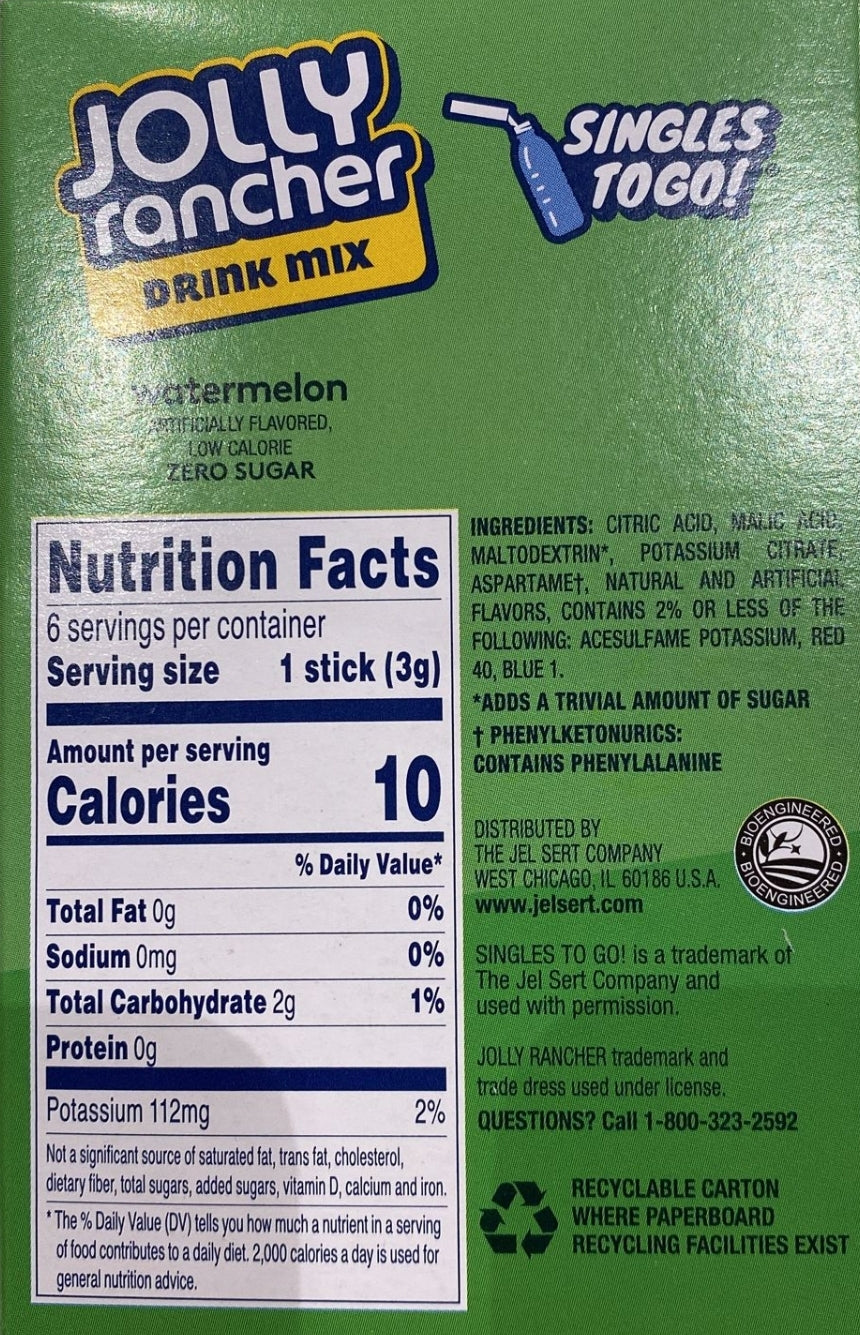 JOLLY
rancher
DRINK mIX
SINGLES
TO GO!®
watermelon
ARTIFICIALLY FLAVORED,
LOW CALORIE
ZERO SUGAR
Nutrition Facts
6 servings per container
Serving size 1 stick (3g)
Amount per serving
Calories 10
% Daily Value*
Total Fat 0g 0%
Sodium 0mg 0%
Total Carbohydrate 2g 1%
Protein 0g
Potassium 112mg 2%
Not a significant source of saturated fat, trans fat, cholesterol,
dietary fiber, total sugars, added sugars, vitamin D, calcium and iron.
* The % Daily Value (DV) tells you how much a nutrient in a serving
of food contributes to a daily diet. 2,000 calories a day is used for
general nutrition advice.
INGREDIENTS: CITRIC ACID, MALIC ACID,
MALTODEXTRIN*, POTASSIUM CITRATE,
ASPARTAME†, NATURAL AND ARTIFICIAL
FLAVORS, CONTAINS 2% OR LESS OF THE
FOLLOWING: ACESULFAME POTASSIUM, RED
40, BLUE 1.
*ADDS A TRIVIAL AMOUNT OF SUGAR
† PHENYLKETONURICS:
CONTAINS PHENYLALANINE
DISTRIBUTED BY
THE JEL SERT COMPANY
WEST CHICAGO, IL 60186 U.S.A.
www.jelsert.com
BIOENGINEERED
BIOENGINEERED
SINGLES TO GO! is a trademark of
The Jel Sert Company and
used with permission.
JOLLY RANCHER trademark and
trade dress used under license.
QUESTIONS? Call 1-800-323-2592
RECYCLABLE CARTON
WHERE PAPERBOARD
RECYCLING FACILITIES EXIST